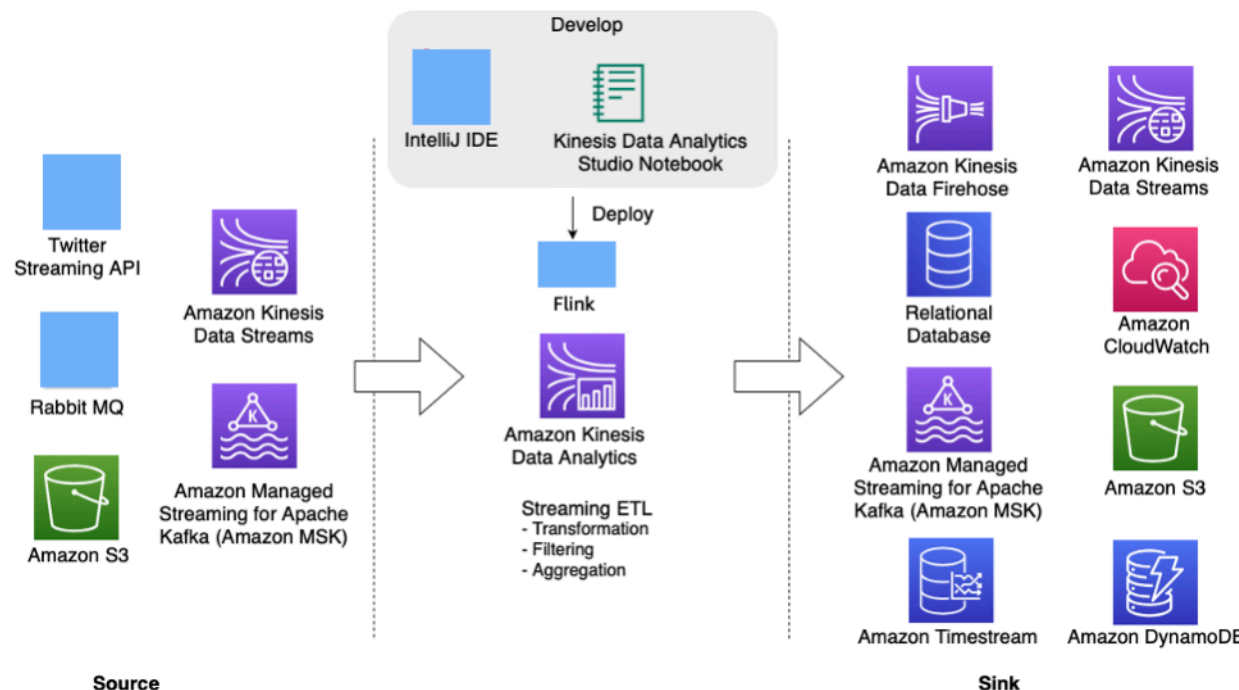 Develop
IntelliJ IDE
Kinesis Data Analytics
Studio Notebook
Deploy
Flink
Amazon Kinesis
Data Analytics
Streaming ETL
- Transformation
- Filtering
- Aggregation
Twitter
Streaming API
Amazon Kinesis
Data Streams
Rabbit MQ
K
Amazon Managed
Streaming for Apache
Kafka (Amazon MSK)
Amazon S3
Source
Amazon Kinesis
Data Firehose
Amazon Kinesis
Data Streams
Relational
Database
Amazon
CloudWatch
K
Amazon Managed
Streaming for Apache
Kafka (Amazon MSK)
Amazon S3
Amazon Timestream
Amazon DynamoDB
Sink